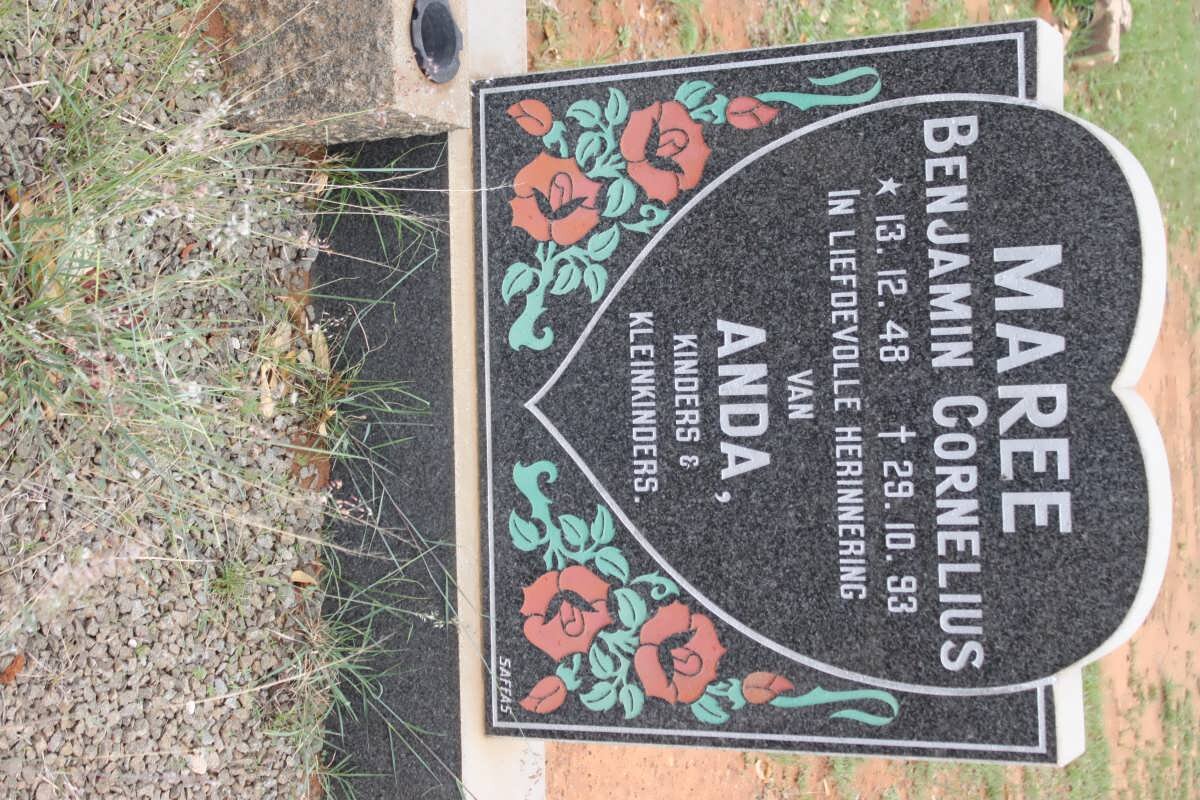 MAREE
BENJAMIN CORNELIUS
★ 13. 12. 48 † 29. 10. 93
IN LIEFDEVOLLE HERINNERING
VAN
ANDA,
KINDERS &
KLEINKINDERS.
SAFFAS